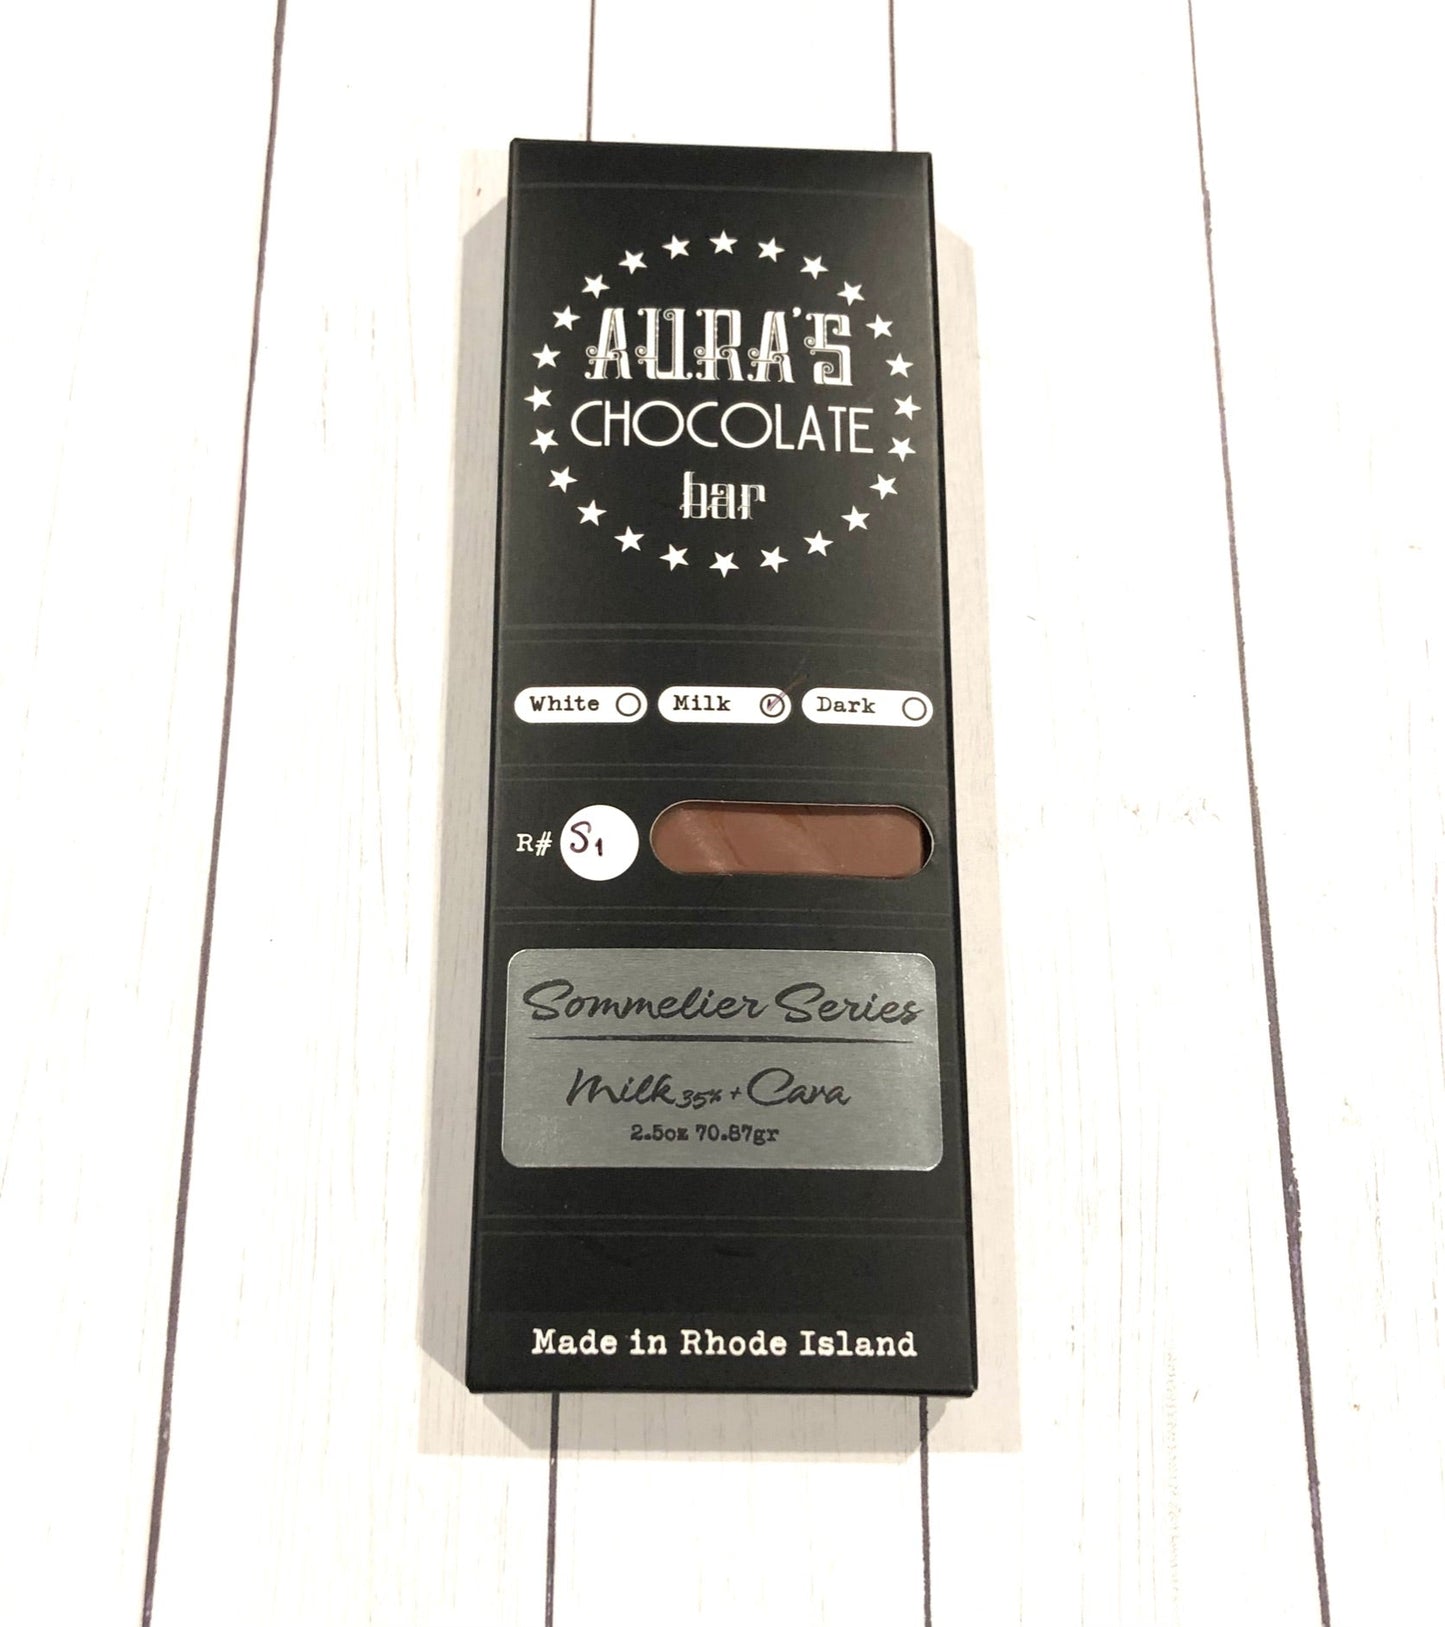 AURA'S
CHOCOLATE
bar
White Milk Dark
R# S1
Sommelier Series
Milk 35% + Cava
2.5oz 70.87gr
Made in Rhode Island